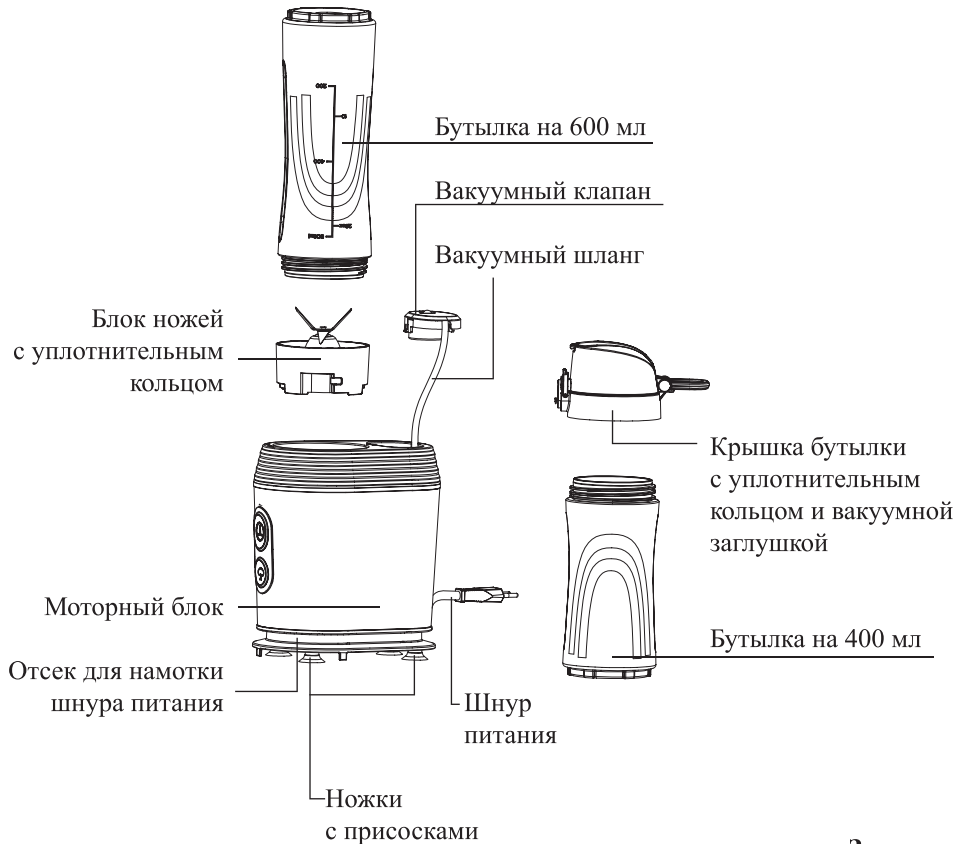 Бутылка на 600 мл
Вакуумный клапан
Вакуумный шланг
Блок ножей
с уплотнительным
кольцом
Крышка бутылки
с уплотнительным
кольцом и вакуумной
заглушкой
Моторный блок
Бутылка на 400 мл
Отсек для намотки
шнура питания
Шнур
питания
Ножки
с присосками